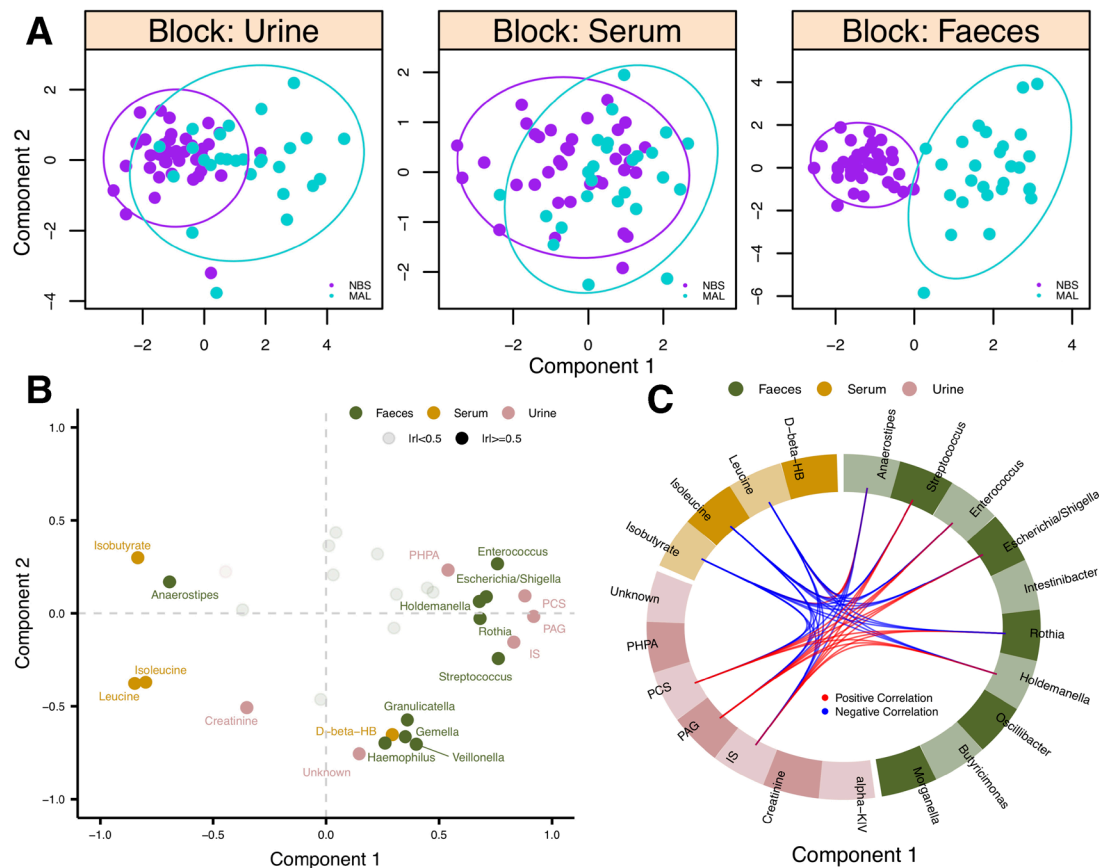 A
Block: Urine
Block: Serum
Block: Faeces
Component 2
2
0
−2
−4
−2
0
2
4
NBS
MAL
2
1
0
−1
−2
−2
0
2
NBS
MAL
4
2
0
−2
−4
−6
−2
0
2
4
NBS
MAL
Component 1
B
Faeces
Serum
Urine
|r|<0.5
|r|>=0.5
Component 2
1.0
0.5
0.0
−0.5
−1.0
−1.0
−0.5
0.0
0.5
1.0
Component 1
Isobutyrate
Anaerostipes
PHPA
Enterococcus
Escherichia/Shigella
Holdemanella
PCS
PAG
Rothia
IS
Streptococcus
Isoleucine
Leucine
Creatinine
Granulicatella
D−beta−HB
Gemella
Haemophilus
Veillonella
Unknown
C
Faeces
Serum
Urine
D−beta−HB
Leucine
Isoleucine
Isobutyrate
Anaerostipes
Streptococcus
Enterococcus
Escherichia/Shigella
Intestinibacter
Rothia
Holdemanella
Oscillibacter
Butyricimonas
Morganella
alpha−KIV
Creatinine
IS
PAG
PCS
PHPA
Unknown
Positive Correlation
Negative Correlation
Component 1